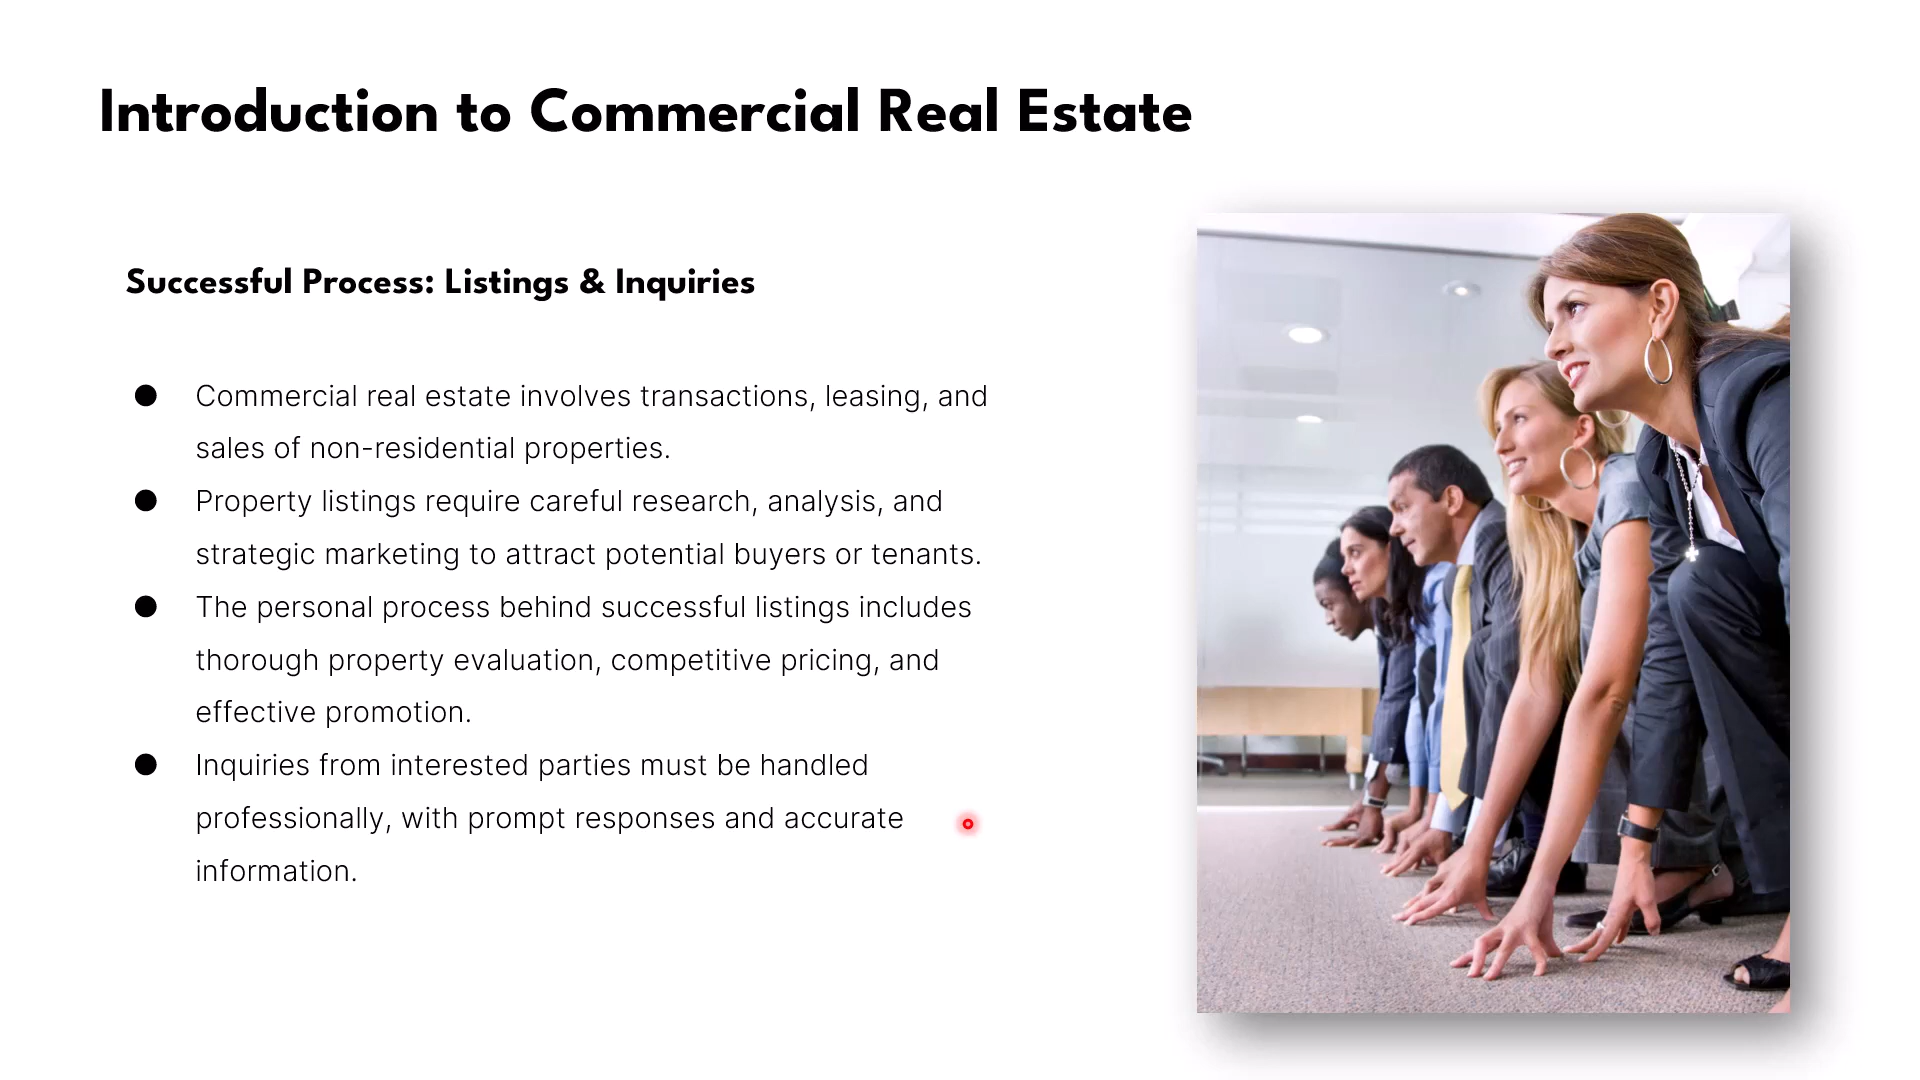 Introduction to Commercial Real Estate
Successful Process: Listings & Inquiries
● Commercial real estate involves transactions, leasing, and
sales of non-residential properties.
● Property listings require careful research, analysis, and
strategic marketing to attract potential buyers or tenants.
● The personal process behind successful listings includes
thorough property evaluation, competitive pricing, and
effective promotion.
● Inquiries from interested parties must be handled
professionally, with prompt responses and accurate
information.